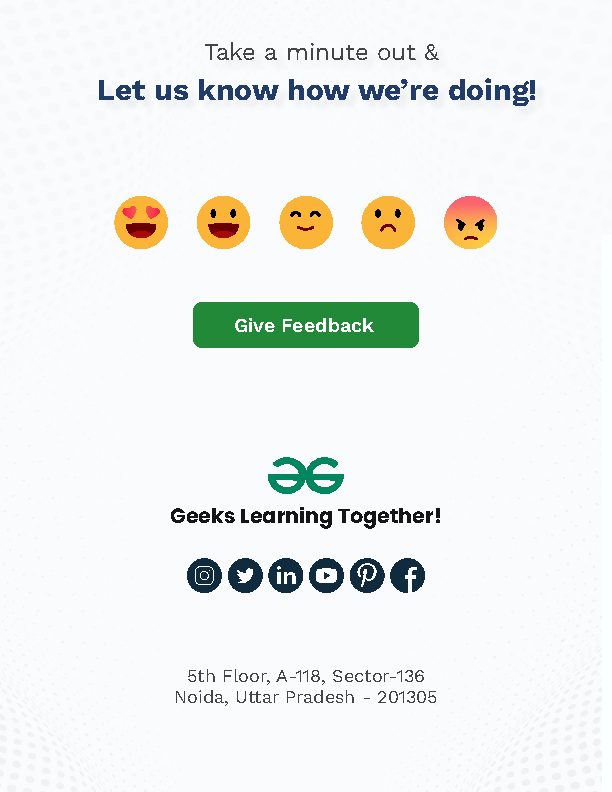 Take a minute out &
Let us know how we’re doing!
Give Feedback
Geeks Learning Together!
5th Floor, A-118, Sector-136
Noida, Uttar Pradesh - 201305